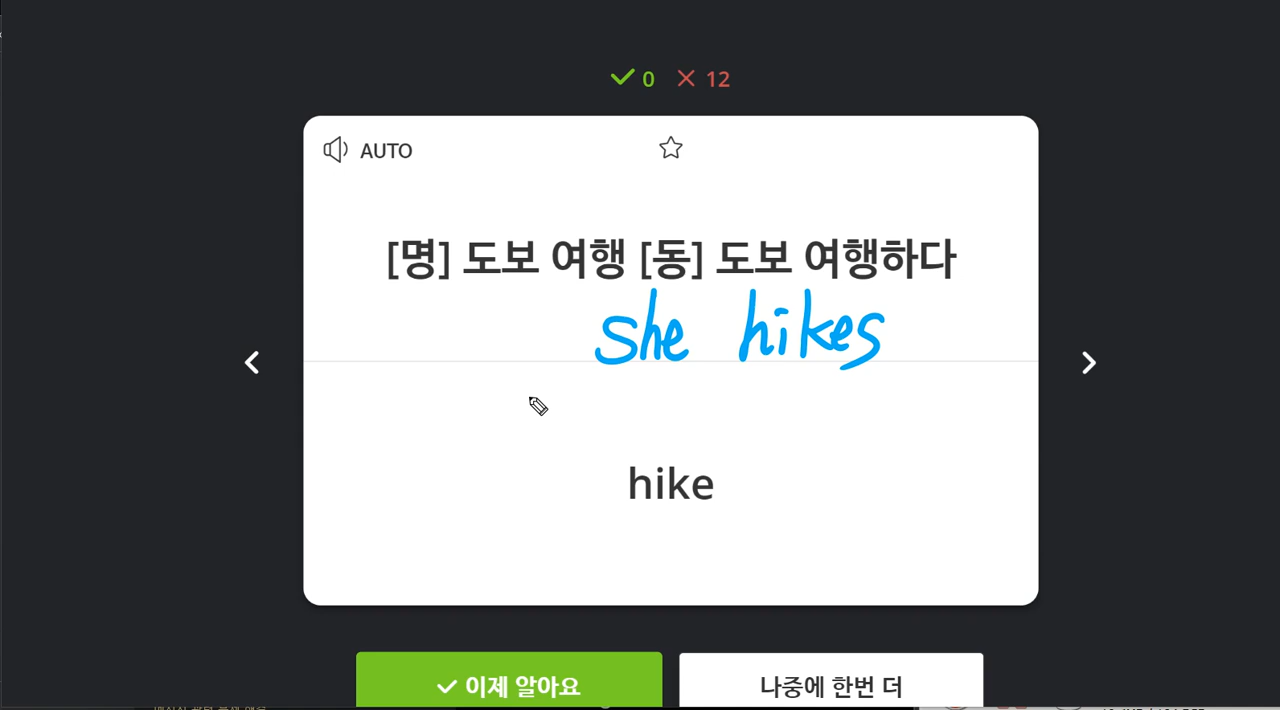 0 12
AUTO
[명] 도보 여행 [동] 도보 여행하다
she hikes
hike
이제 알아요 나중에 한번 더